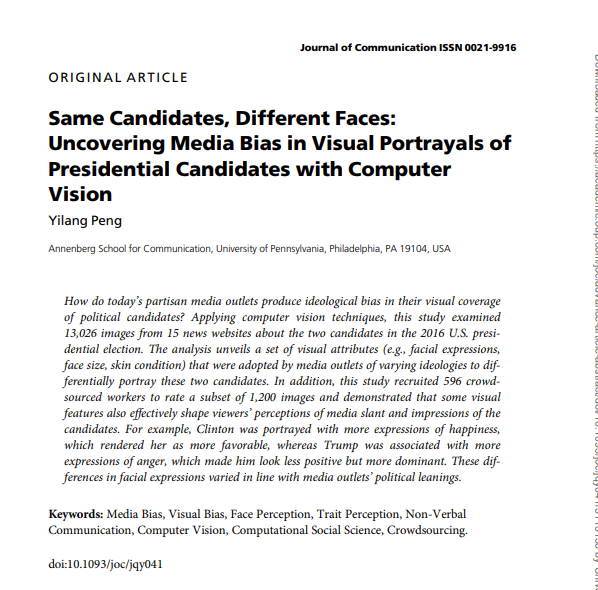 Journal of Communication ISSN 0021-9916
ORIGINAL ARTICLE
Same Candidates, Different Faces:
Uncovering Media Bias in Visual Portrayals of
Presidential Candidates with Computer
Vision
Yilang Peng
Annenberg School for Communication, University of Pennsylvania, Philadelphia, PA 19104, USA
How do today's partisan media outlets produce ideological bias in their visual coverage
of political candidates? Applying computer vision techniques, this study examined
13,026 images from 15 news websites about the two candidates in the 2016 U.S. presi-
dential election. The analysis unveils a set of visual attributes (e.g., facial expressions,
face size, skin condition) that were adopted by media outlets of varying ideologies to dif-
ferentially portray these two candidates. In addition, this study recruited 596 crowd-
sourced workers to rate a subset of 1,200 images and demonstrated that some visual
features also effectively shape viewers' perceptions of media slant and impressions of the
candidates. For example, Clinton was portrayed with more expressions of happiness,
which rendered her as more favorable, whereas Trump was associated with more
expressions of anger, which made him look less positive but more dominant. These dif-
ferences in facial expressions varied in line with media outlets' political leanings.
Keywords: Media Bias, Visual Bias, Face Perception, Trait Perception, Non-Verbal
Communication, Computer Vision, Computational Social Science, Crowdsourcing.
doi:10.1093/joc/jqy041